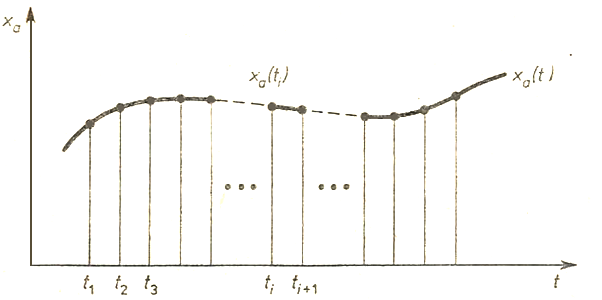 xₐ
xₐ(tᵢ)
xₐ(t)
... ...
t₁ t₂ t₃ tᵢ tᵢ₊₁ t